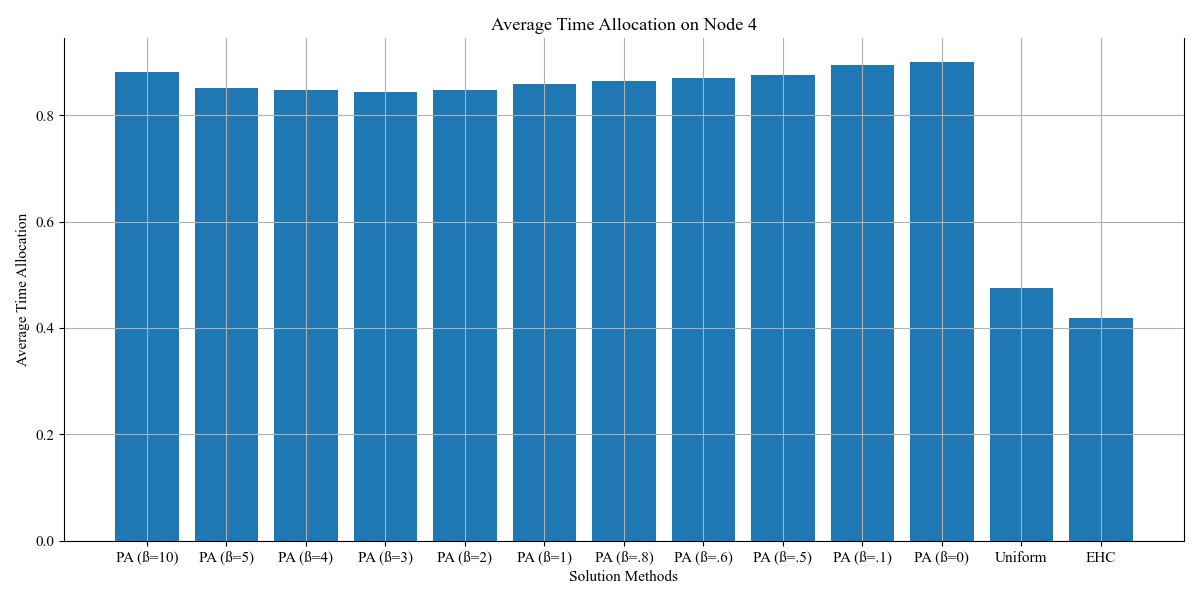 Average Time Allocation on Node 4
Average Time Allocation
0.8
0.6
0.4
0.2
0.0
PA (ß=10) PA (ß=5) PA (ß=4) PA (ß=3) PA (ß=2) PA (ß=1) PA (ß=.8) PA (ß=.6) PA (ß=.5) PA (ß=.1) PA (ß=0) Uniform EHC
Solution Methods